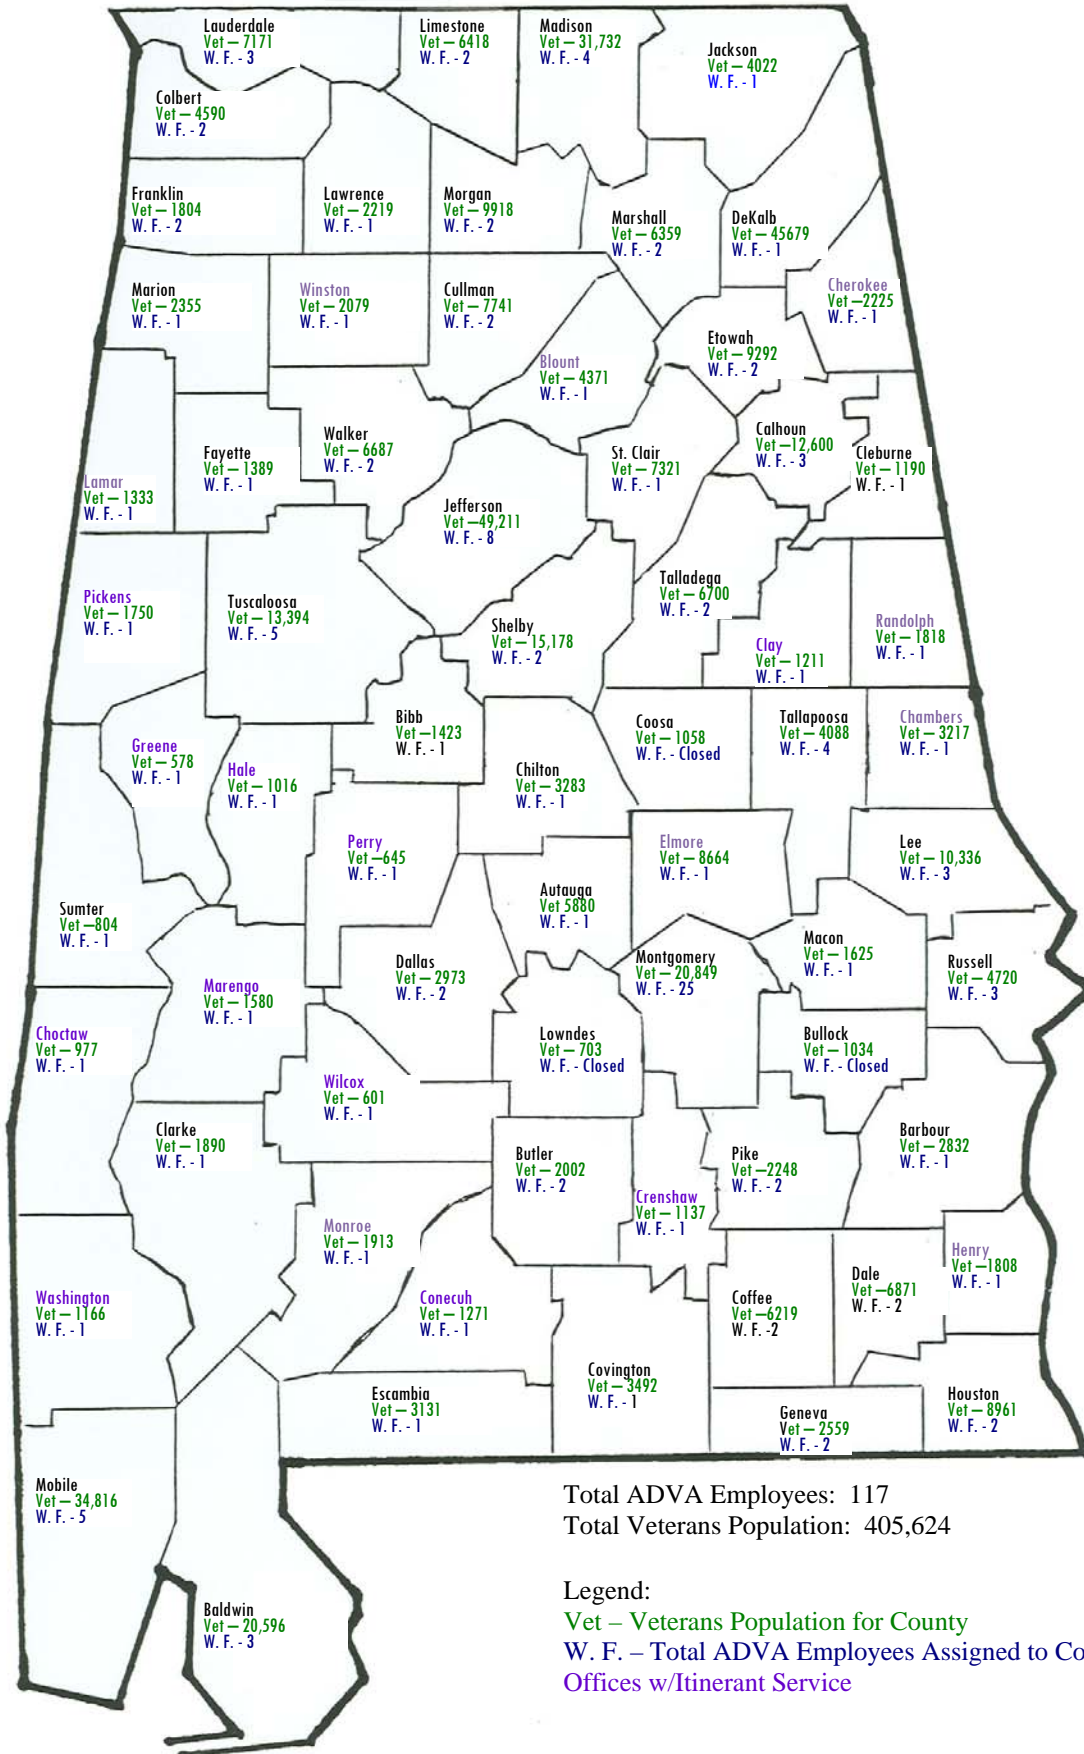 Lauderdale
Vet – 7171
W. F. - 3
Limestone
Vet – 6418
W. F. - 2
Madison
Vet – 31,732
W. F. - 4
Jackson
Vet – 4022
W. F. - 1
Colbert
Vet – 4590
W. F. - 2
Franklin
Vet – 1804
W. F. - 2
Lawrence
Vet – 2219
W. F. - 1
Morgan
Vet – 9918
W. F. - 2
Marshall
Vet – 6359
W. F. - 2
DeKalb
Vet – 45679
W. F. - 1
Marion
Vet – 2355
W. F. - 1
Winston
Vet – 2079
W. F. - 1
Cullman
Vet – 7741
W. F. - 2
Cherokee
Vet –2225
W. F. - 1
Etowah
Vet – 9292
W. F. - 2
Blount
Vet – 4371
W. F. - 1
Lamar
Vet – 1333
W. F. - 1
Fayette
Vet – 1389
W. F. - 1
Walker
Vet – 6687
W. F. - 2
St. Clair
Vet – 7321
W. F. - 1
Calhoun
Vet –12,600
W. F. - 3
Cleburne
Vet – 1190
W. F. - 1
Jefferson
Vet –49,211
W. F. - 8
Pickens
Vet – 1750
W. F. - 1
Tuscaloosa
Vet – 13,394
W. F. - 5
Talladega
Vet – 6700
W. F. - 2
Shelby
Vet – 15,178
W. F. - 2
Clay
Vet – 1211
W. F. - 1
Randolph
Vet – 1818
W. F. - 1
Greene
Vet – 578
W. F. - 1
Hale
Vet – 1016
W. F. - 1
Bibb
Vet –1423
W. F. - 1
Coosa
Vet – 1058
W. F. - Closed
Tallapoosa
Vet – 4088
W. F. - 4
Chambers
Vet – 3217
W. F. - 1
Chilton
Vet – 3283
W. F. - 1
Perry
Vet –645
W. F. - 1
Elmore
Vet – 8664
W. F. - 1
Lee
Vet – 10,336
W. F. - 3
Sumter
Vet –804
W. F. - 1
Autauga
Vet 5880
W. F. - 1
Marengo
Vet – 1580
W. F. - 1
Dallas
Vet – 2973
W. F. - 2
Montgomery
Vet – 20,849
W. F. - 25
Macon
Vet – 1625
W. F. - 1
Russell
Vet – 4720
W. F. - 3
Choctaw
Vet – 977
W. F. - 1
Lowndes
Vet – 703
W. F. - Closed
Bullock
Vet – 1034
W. F. - Closed
Wilcox
Vet – 601
W. F. - 1
Clarke
Vet – 1890
W. F. - 1
Butler
Vet – 2002
W. F. - 2
Pike
Vet –2248
W. F. - 2
Barbour
Vet – 2832
W. F. - 1
Crenshaw
Vet – 1137
W. F. - 1
Monroe
Vet – 1913
W. F. -1
Washington
Vet – 1166
W. F. - 1
Conecuh
Vet – 1271
W. F. - 1
Coffee
Vet –6219
W. F. -2
Dale
Vet –6871
W. F. - 2
Henry
Vet –1808
W. F. - 1
Covington
Vet – 3492
W. F. - 1
Escambia
Vet – 3131
W. F. - 1
Geneva
Vet – 2559
W. F. - 2
Houston
Vet – 8961
W. F. - 2
Mobile
Vet – 34,816
W. F. - 5
Baldwin
Vet – 20,596
W. F. - 3
Total ADVA Employees: 117
Total Veterans Population: 405,624
Legend:
Vet – Veterans Population for County
W. F. – Total ADVA Employees Assigned to Co
Offices w/Itinerant Service